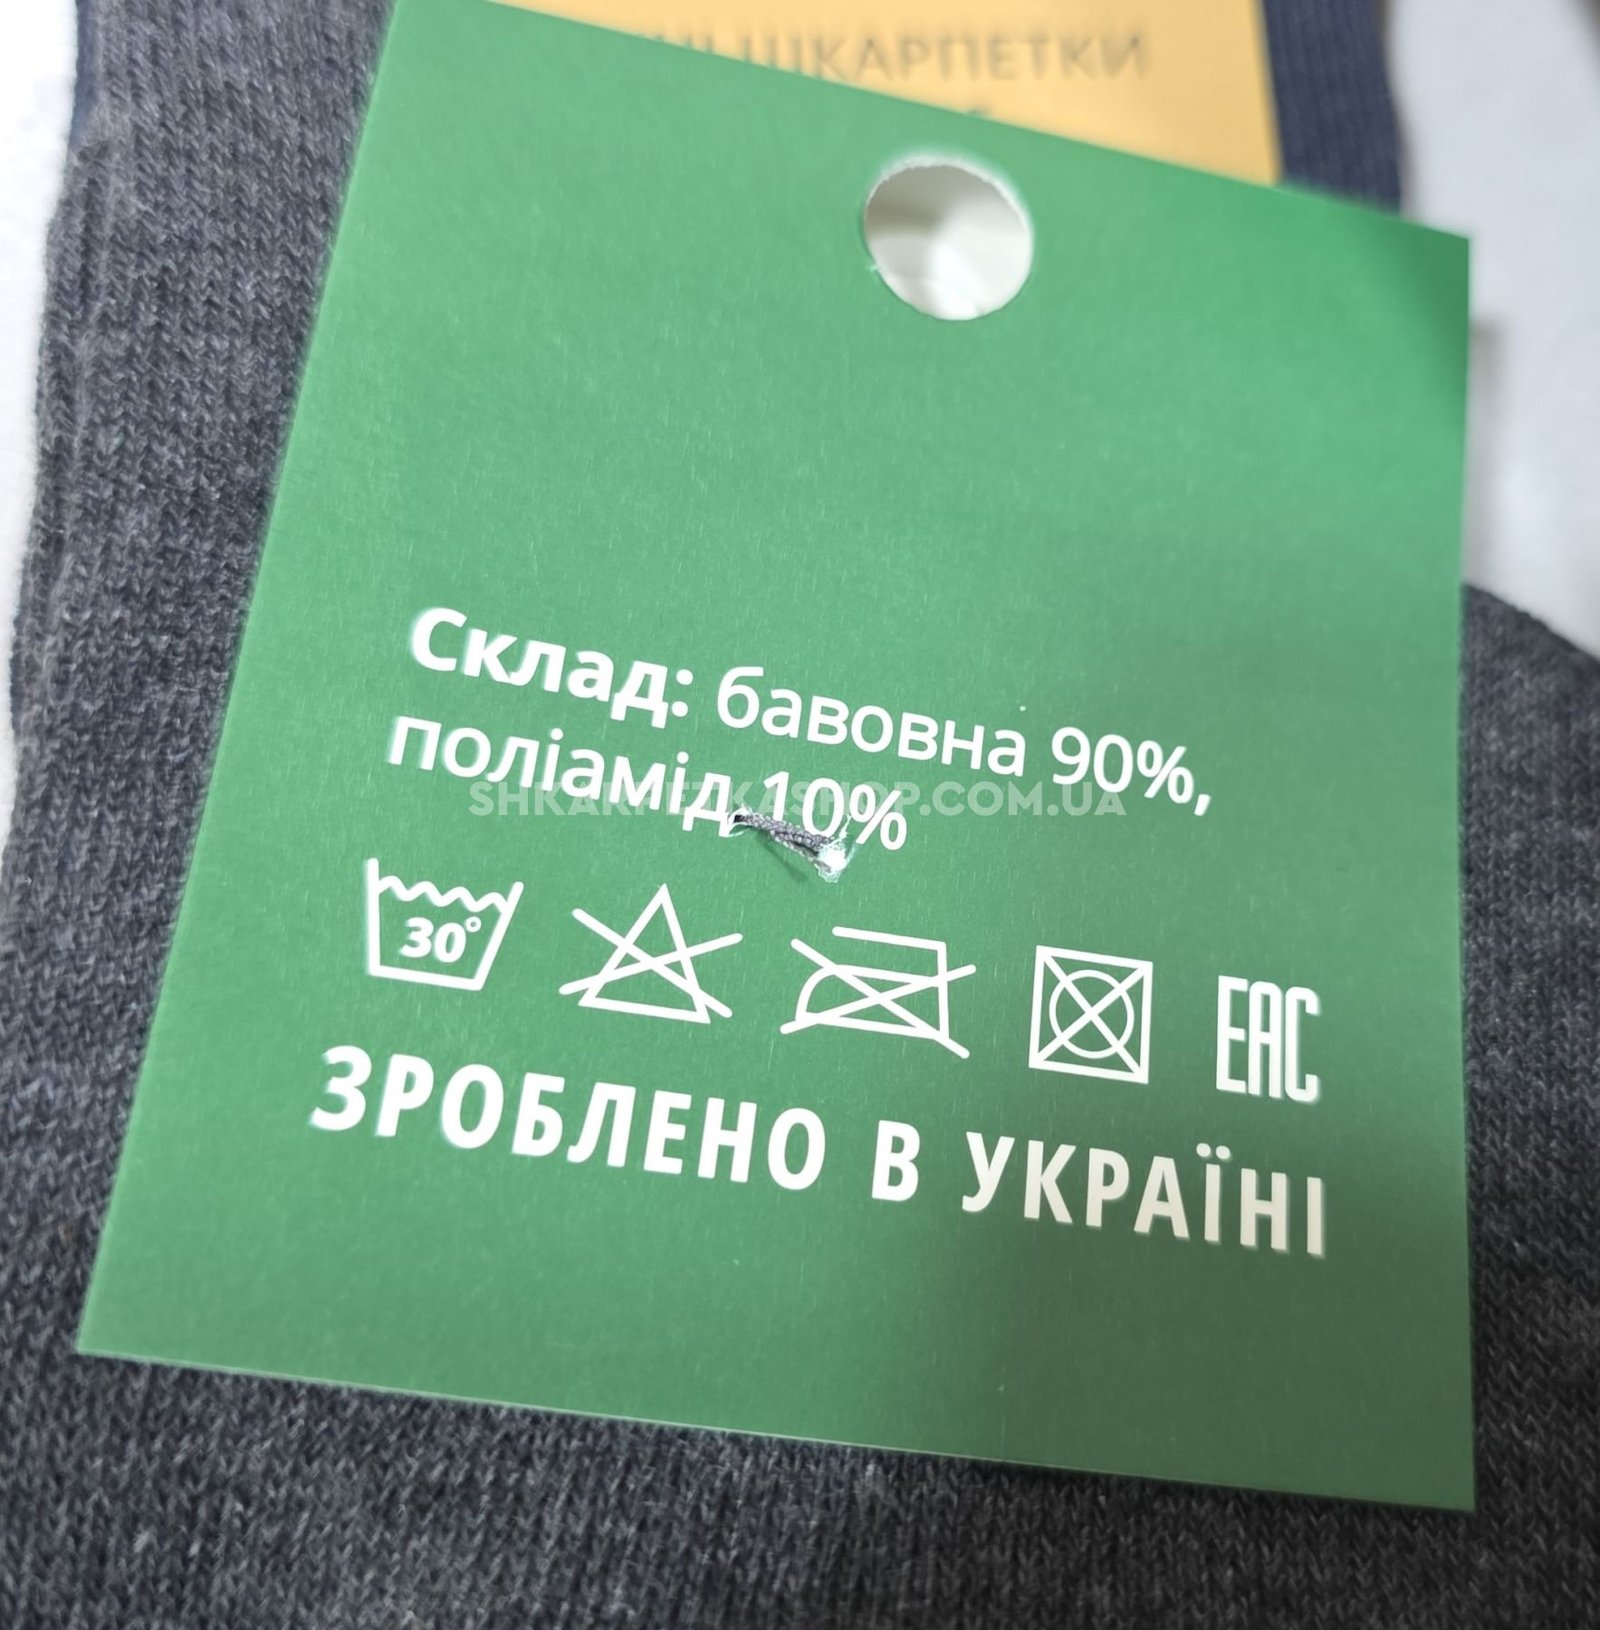 ШКАРПЕТКИ
Склад: бавовна 90%,
поліамід 10%
SHKARPETKASHOP.COM.UA
30°
EAC
ЗРОБЛЕНО В УКРАЇНІ